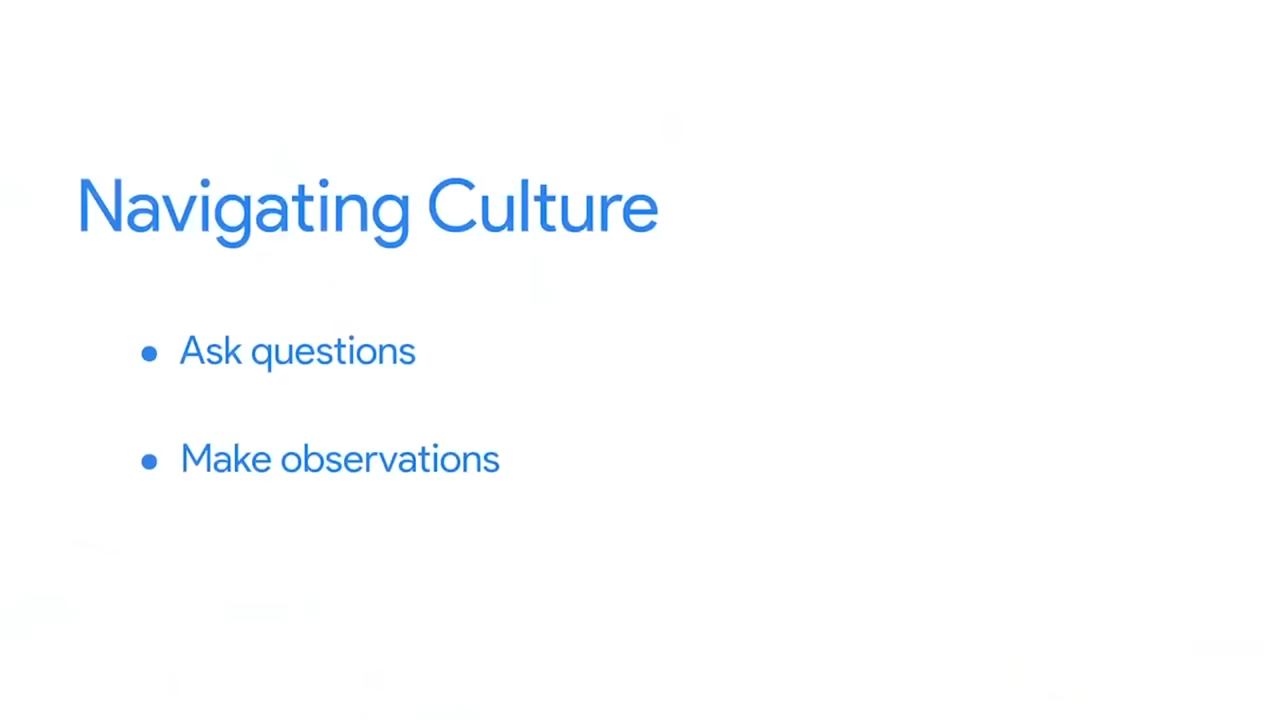 Navigating Culture
• Ask questions
• Make observations